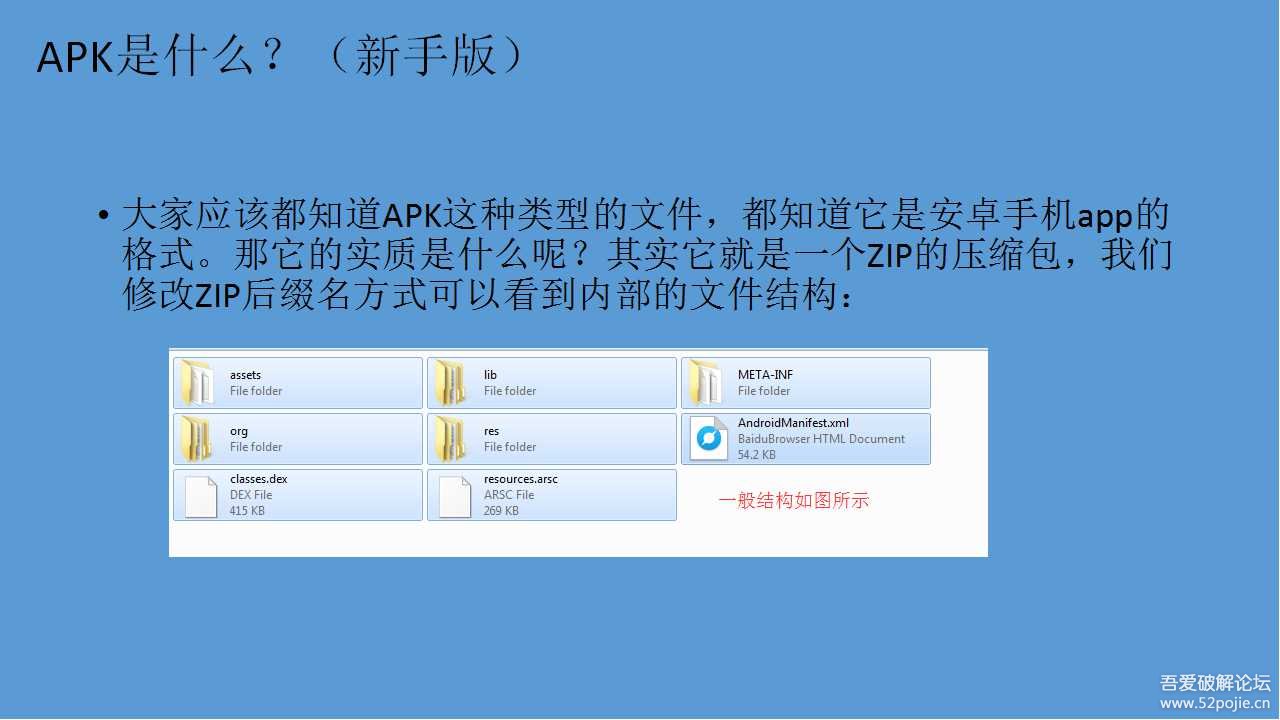 APK是什么？（新手版）
• 大家应该都知道APK这种类型的文件，都知道它是安卓手机app的
格式。那它的实质是什么呢？其实它就是一个ZIP的压缩包，我们
修改ZIP后缀名方式可以看到内部的文件结构：
assets
File folder
lib
File folder
META-INF
File folder
org
File folder
res
File folder
AndroidManifest.xml
BaiduBrowser HTML Document
54.2 KB
classes.dex
DEX File
415 KB
resources.arsc
ARSC File
269 KB
一般结构如图所示
吾爱破解论坛
www.52pojie.cn